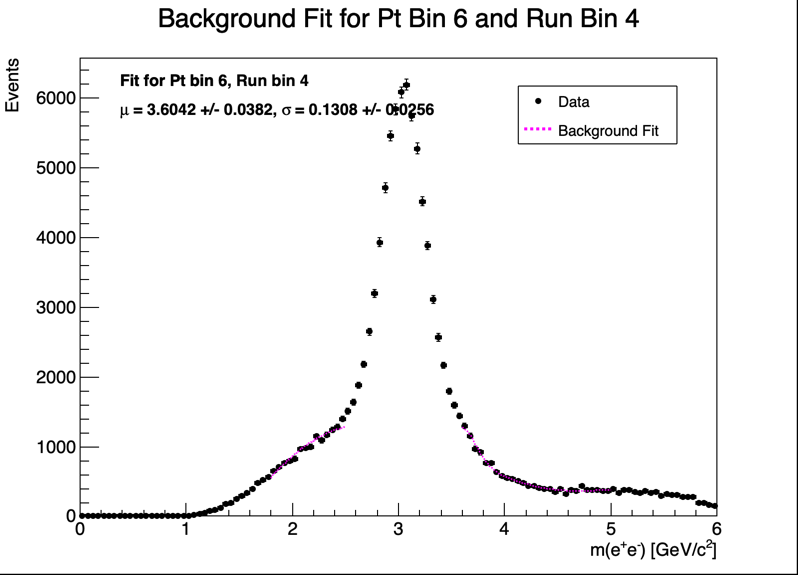 Background Fit for Pt Bin 6 and Run Bin 4
Events
Fit for Pt bin 6, Run bin 4
μ = 3.6042 +/- 0.0382, σ = 0.1308 +/- 0.0256
Data
Background Fit
6000
5000
4000
3000
2000
1000
0
0 1 2 3 4 5 6
m(e⁺e⁻) [GeV/c²]